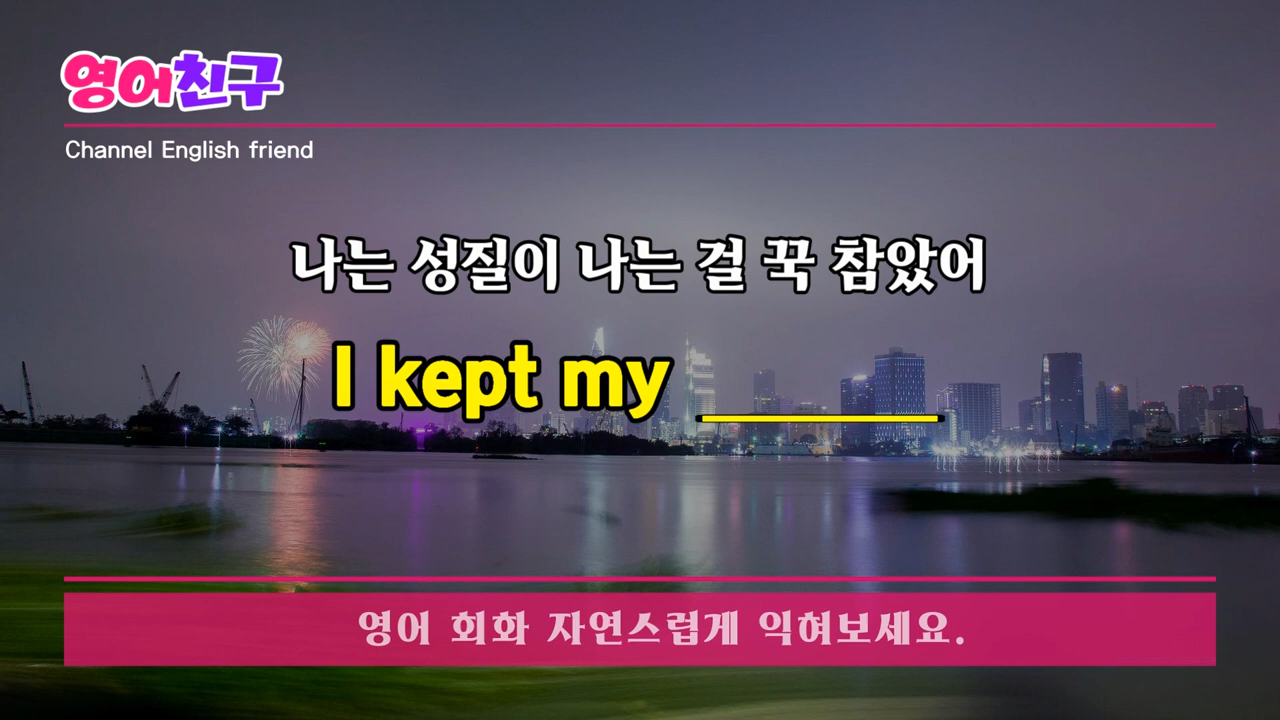 영어친구
Channel English friend
나는 성질이 나는 걸 꾹 참았어
I kept my ________
영어 회화 자연스럽게 익혀보세요.